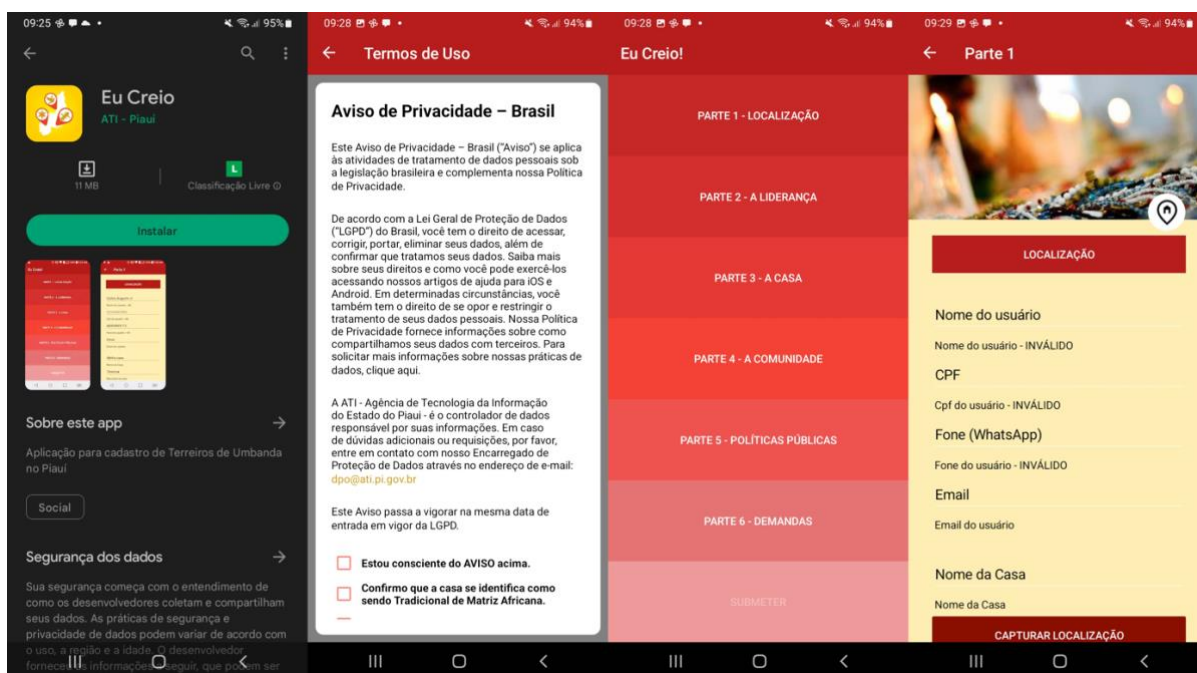 09:25
95%
Eu Creio
ATI - Piauí
11 MB
L
Classificação Livre
Instalar
Sobre este app
Aplicação para cadastro de Terreiros de Umbanda
no Piauí
Social
Segurança dos dados
Sua segurança começa com o entendimento de
como os desenvolvedores coletam e compartilham
seus dados. As práticas de segurança e
privacidade de dados podem variar de acordo com
o uso, a região e a idade. O desenvolvedor
forneceu as informações a seguir, que podem ser
09:28
94%
Termos de Uso
Aviso de Privacidade – Brasil
Este Aviso de Privacidade – Brasil ("Aviso") se aplica
às atividades de tratamento de dados pessoais sob
a legislação brasileira e complementa nossa Política
de Privacidade.
De acordo com a Lei Geral de Proteção de Dados
("LGPD") do Brasil, você tem o direito de acessar,
corrigir, portar, eliminar seus dados, além de
confirmar que tratamos seus dados. Saiba mais
sobre seus direitos e como você pode exercê-los
acessando nossos artigos de ajuda para iOS e
Android. Em determinadas circunstâncias, você
também tem o direito de se opor e restringir o
tratamento de seus dados pessoais. Nossa Política
de Privacidade fornece informações sobre como
compartilhamos seus dados com terceiros. Para
solicitar mais informações sobre nossas práticas de
dados, clique aqui.
A ATI - Agência de Tecnologia da Informação
do Estado do Piaui - é o controlador de dados
responsável por suas informações. Em caso
de dúvidas adicionais ou requisições, por favor,
entre em contato com nosso Encarregado de
Proteção de Dados através no endereço de e-mail:
dpo@ati.pi.gov.br
Este Aviso passa a vigorar na mesma data de
entrada em vigor da LGPD.
Estou consciente do AVISO acima.
Confirmo que a casa se identifica como
sendo Tradicional de Matriz Africana.
09:28
94%
Eu Creio!
PARTE 1 - LOCALIZAÇÃO
PARTE 2 - A LIDERANÇA
PARTE 3 - A CASA
PARTE 4 - A COMUNIDADE
PARTE 5 - POLÍTICAS PÚBLICAS
PARTE 6 - DEMANDAS
SUBMETER
09:29
94%
Parte 1
LOCALIZAÇÃO
Nome do usuário
Nome do usuário - INVÁLIDO
CPF
Cpf do usuário - INVÁLIDO
Fone (WhatsApp)
Fone do usuário - INVÁLIDO
Email
Email do usuário
Nome da Casa
Nome da Casa
CAPTURAR LOCALIZAÇÃO